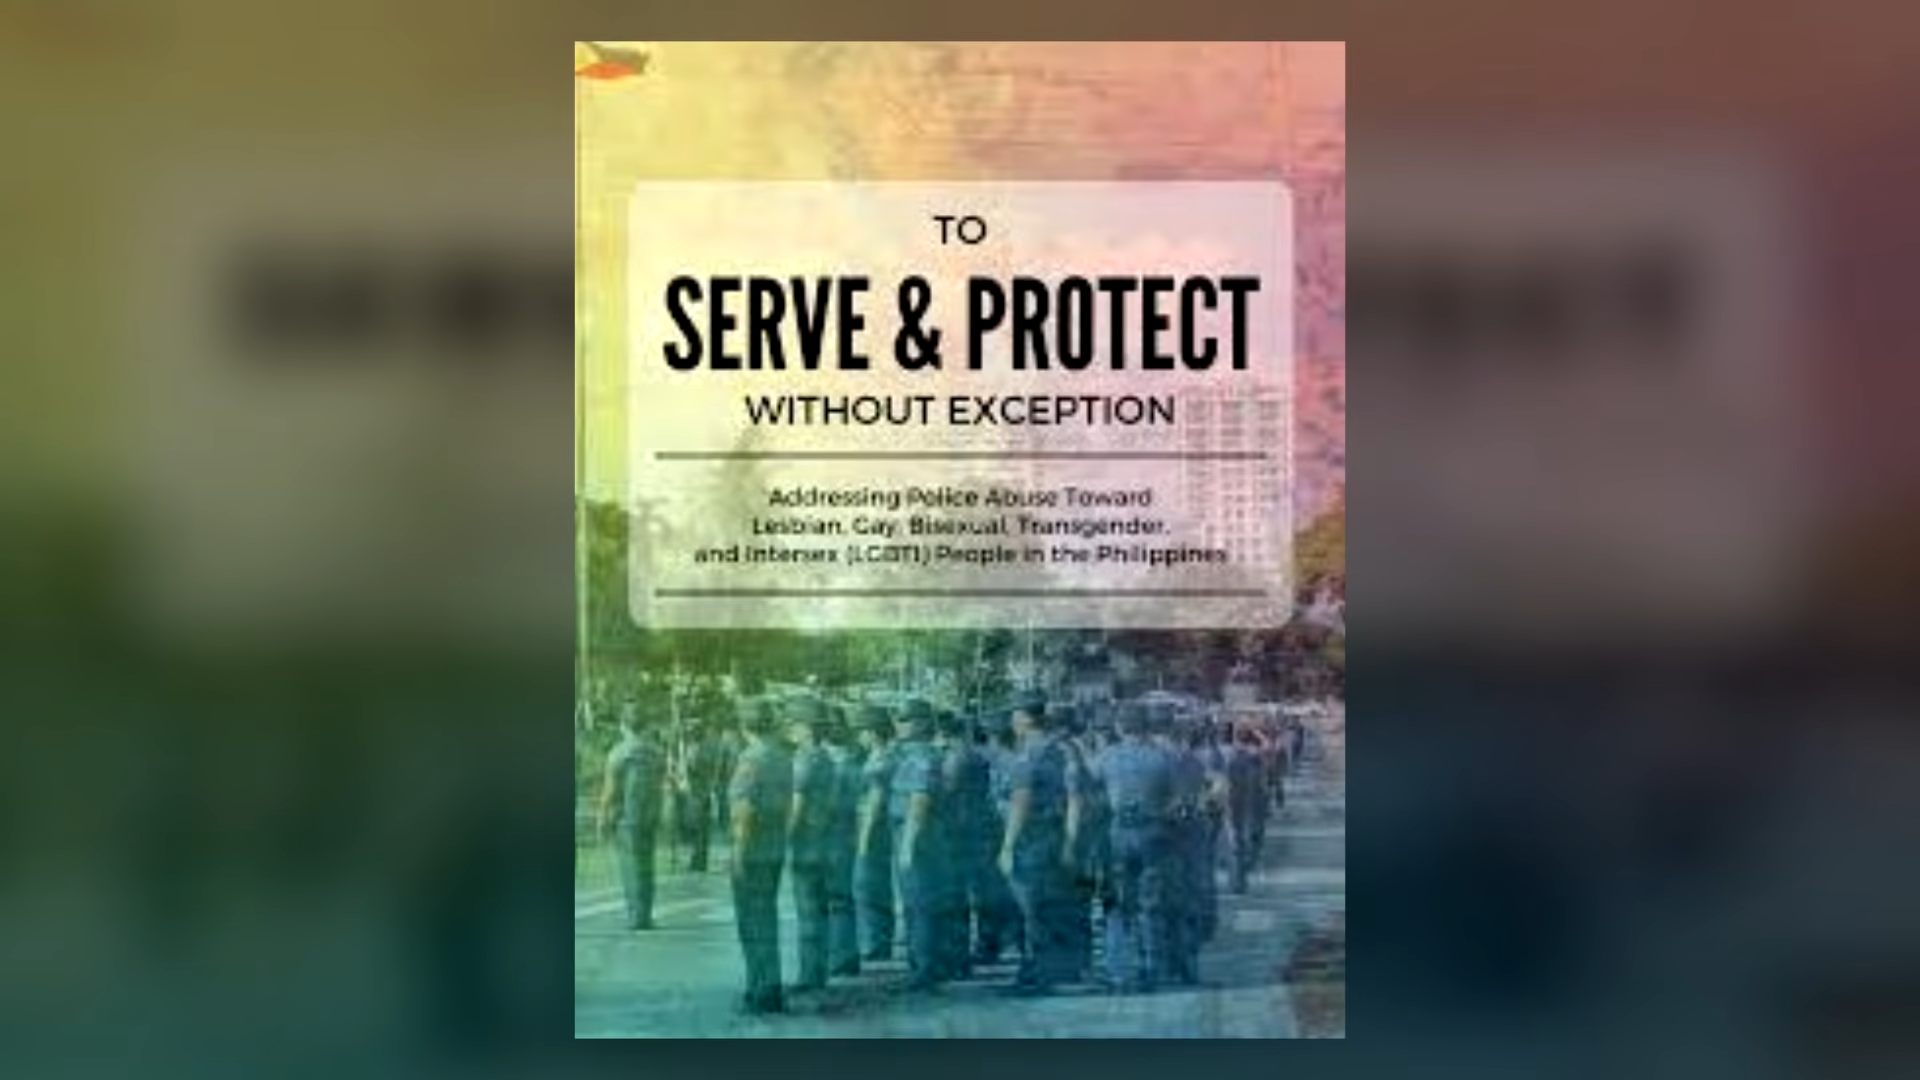 TO
SERVE & PROTECT
WITHOUT EXCEPTION
Addressing Police Abuse Toward
Lesbian, Gay, Bisexual, Transgender,
and Intersex (LGBTI) People in the Philippines